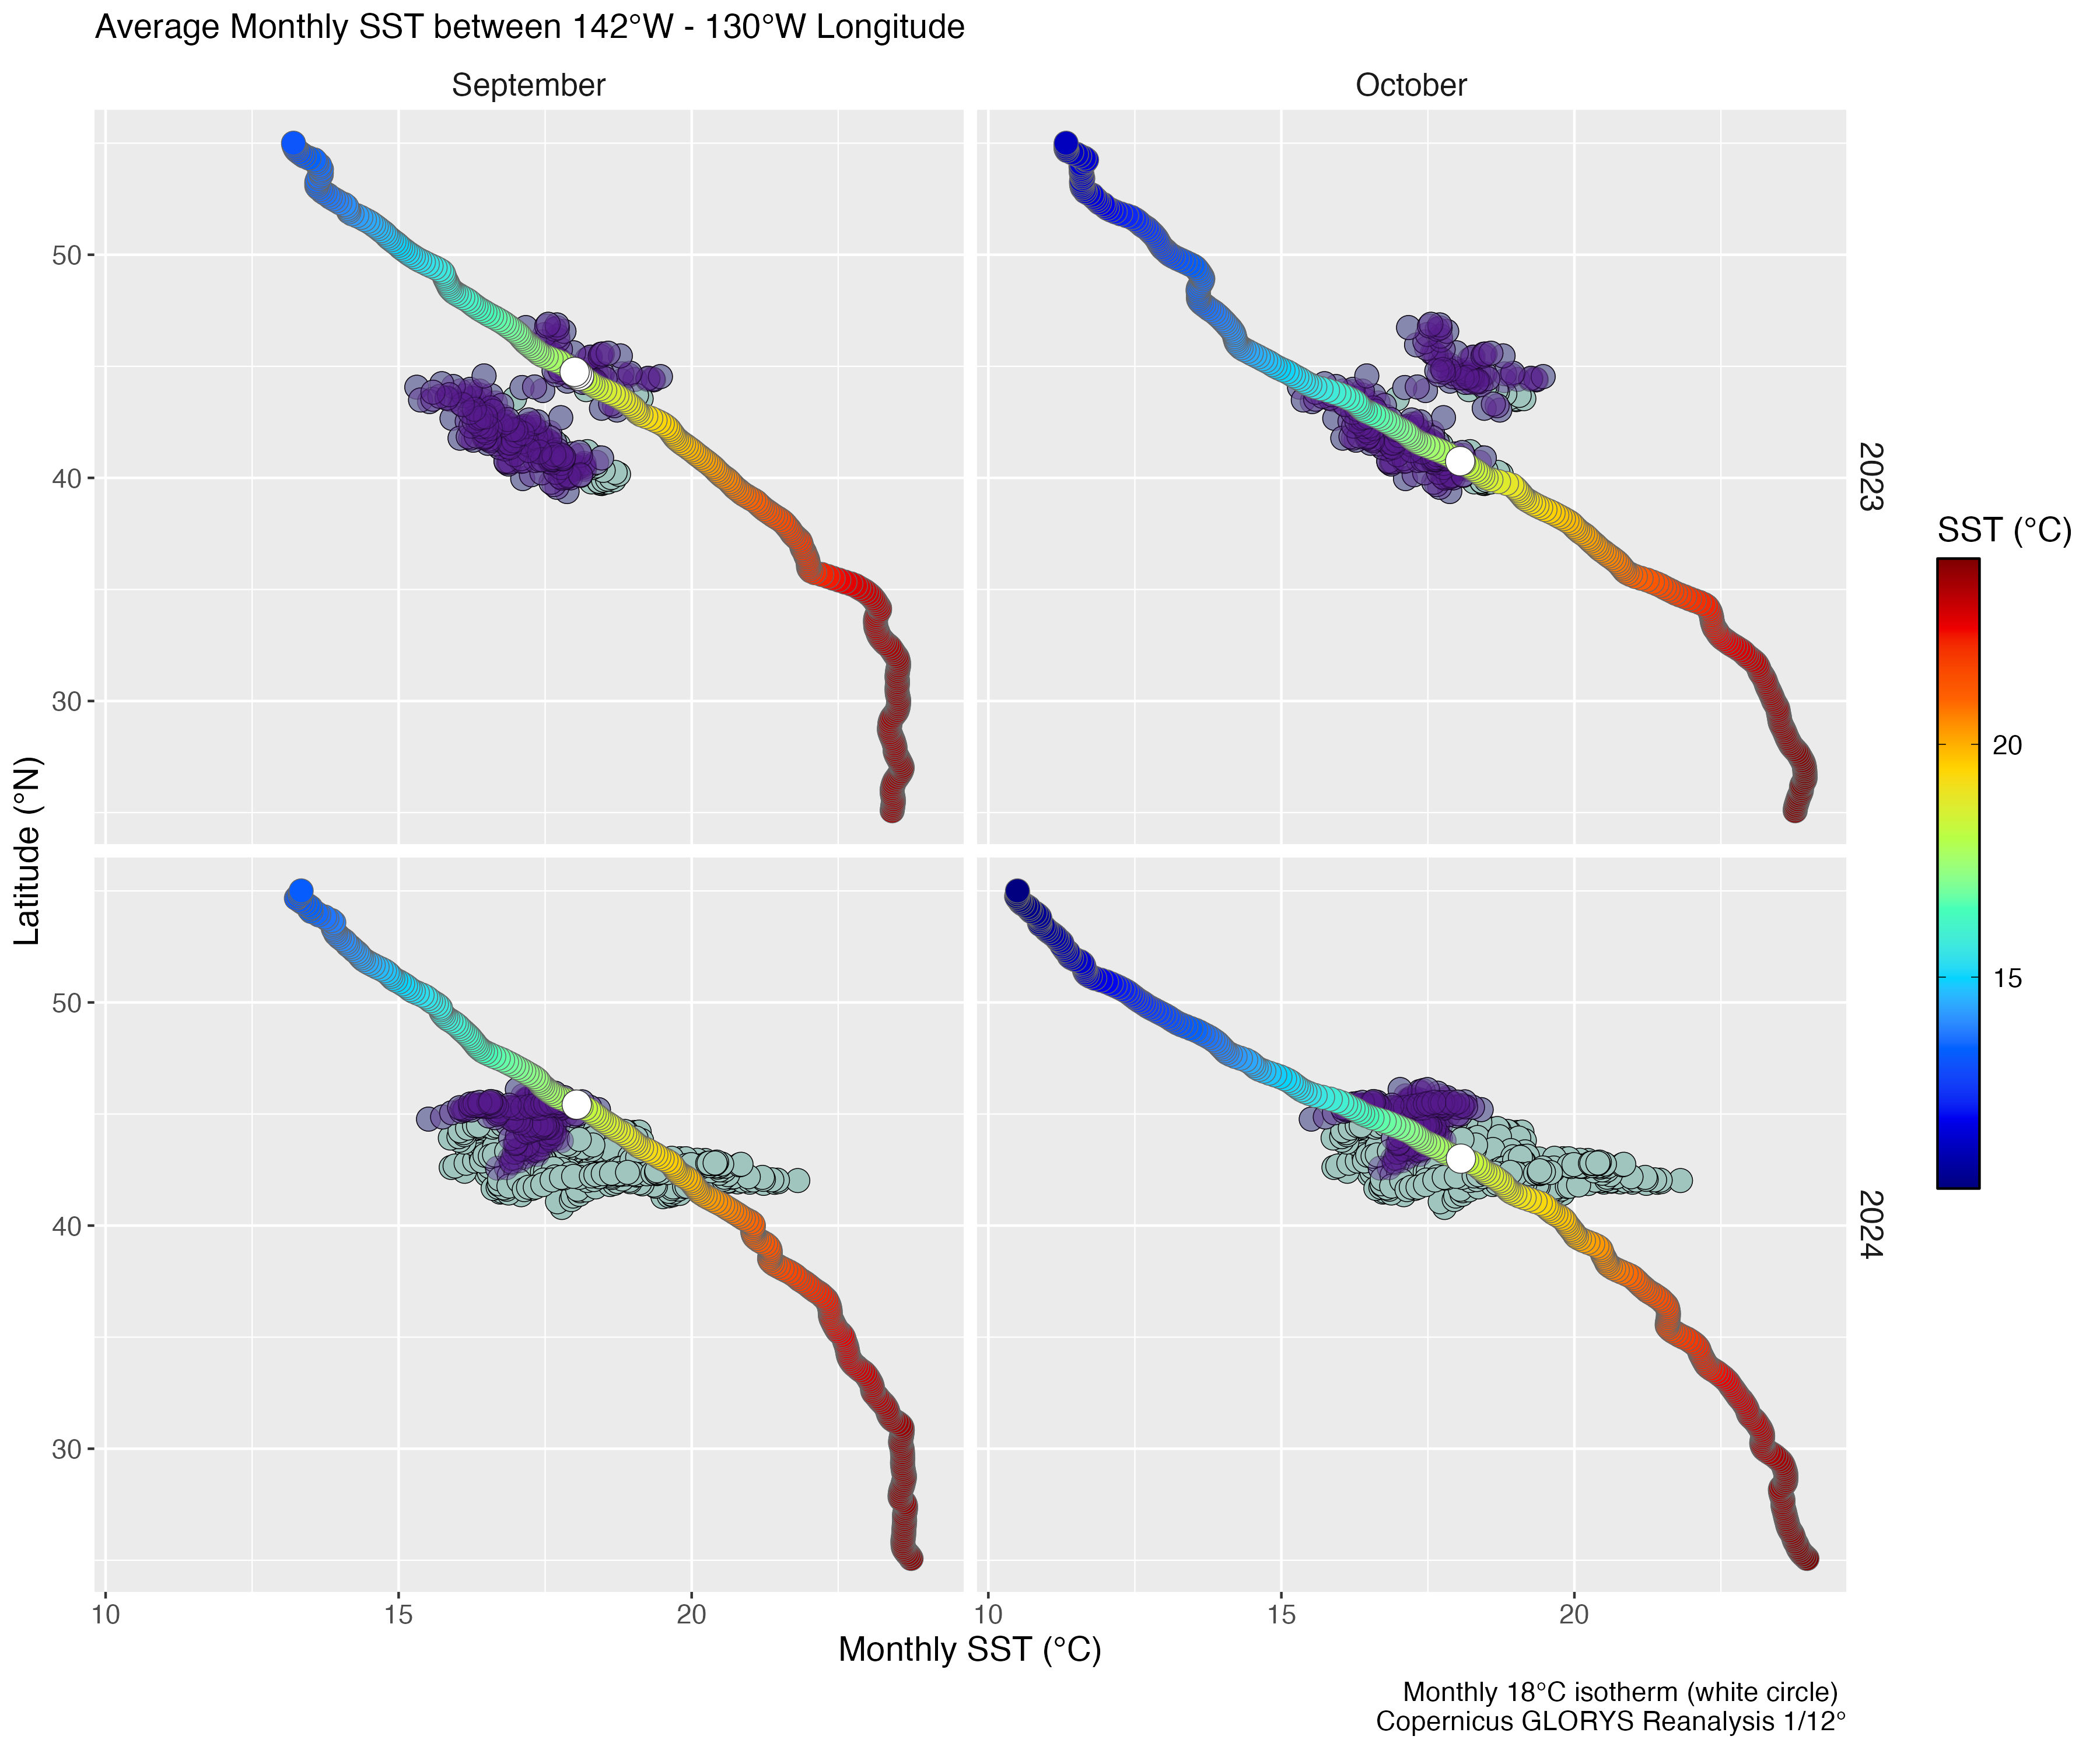 Average Monthly SST between 142°W - 130°W Longitude
September
October
50
40
30
2023
50
40
30
2024
Latitude (°N)
10
15
20
10
15
20
Monthly SST (°C)
SST (°C)
20
15
Monthly 18°C isotherm (white circle)
Copernicus GLORYS Reanalysis 1/12°